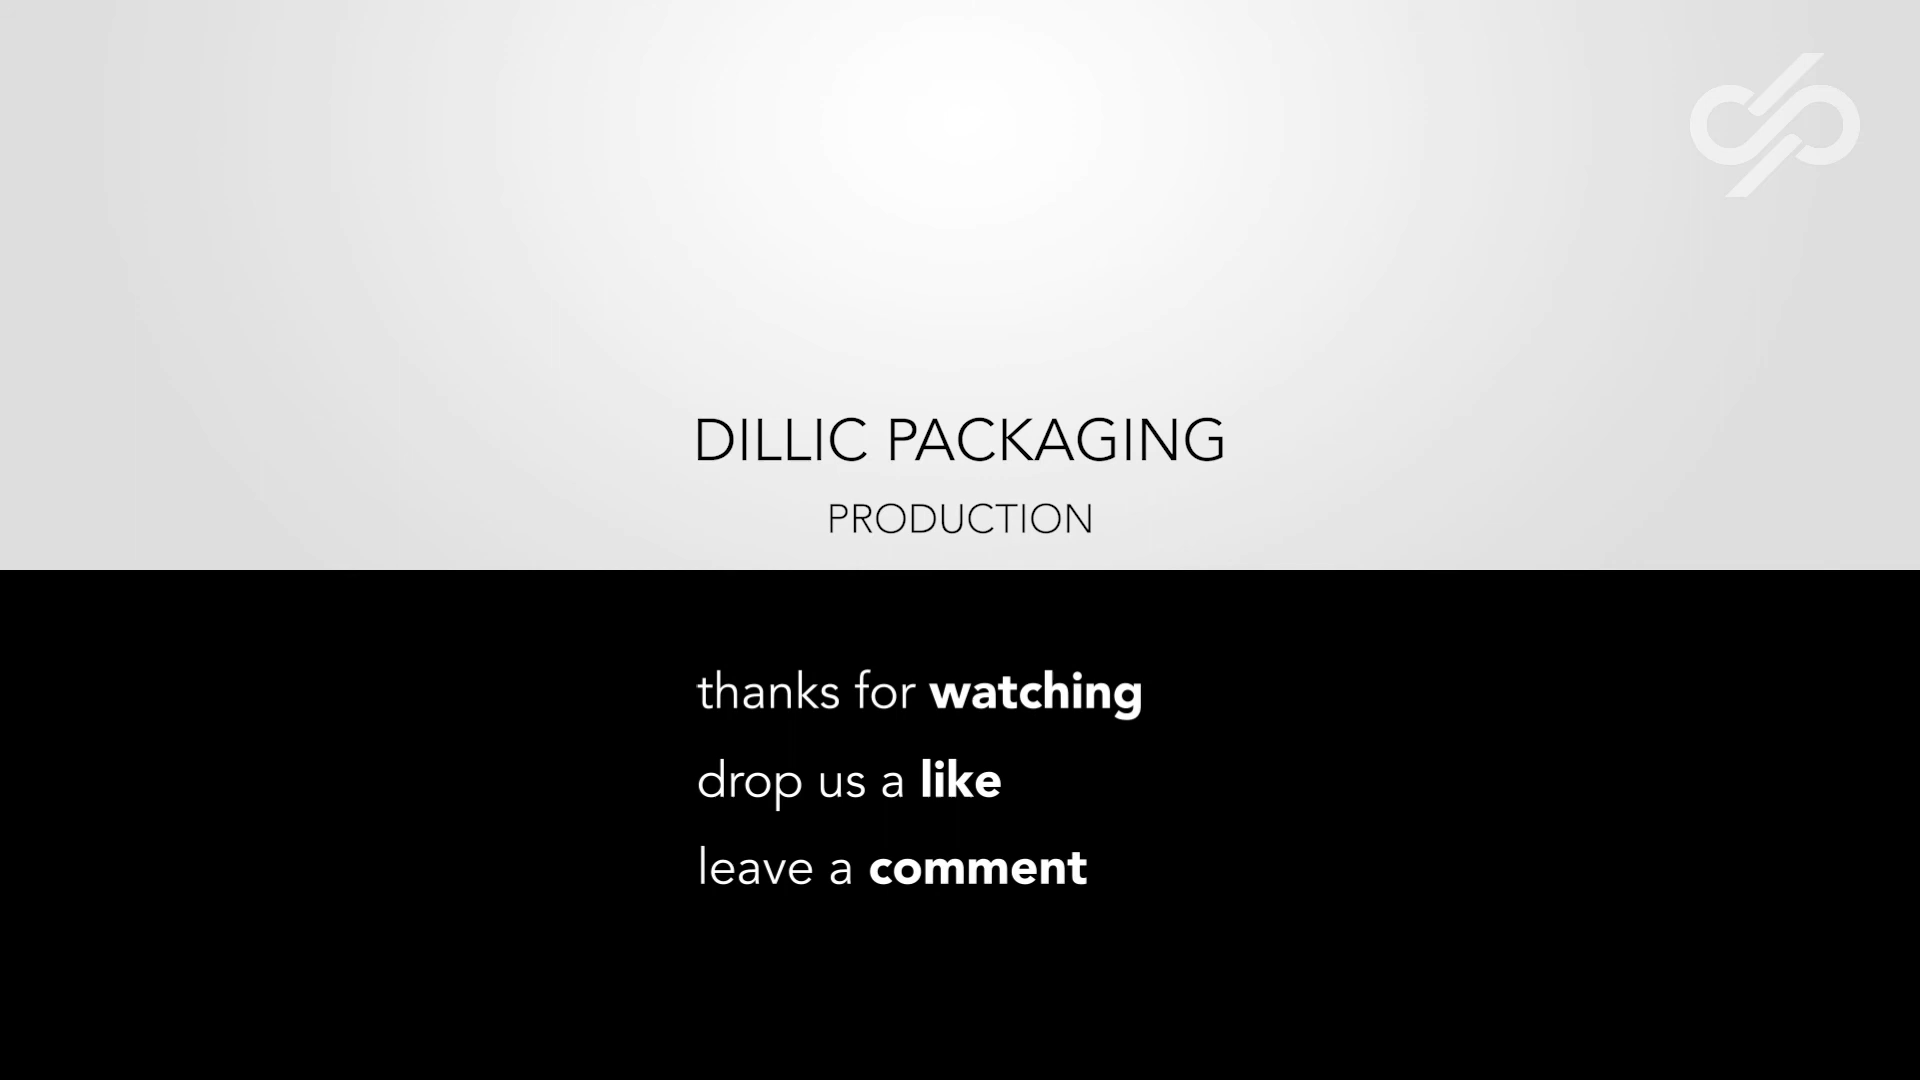 DILLIC PACKAGING
PRODUCTION
thanks for watching
drop us a like
leave a comment